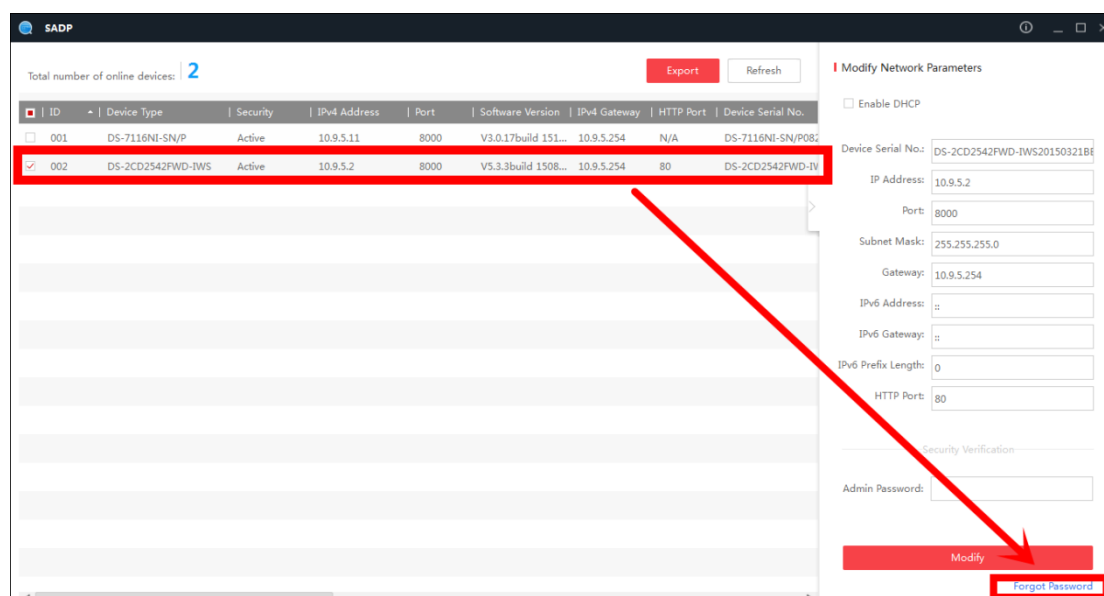 SADP
Total number of online devices: 2
Export
Refresh
ID | Device Type | Security | IPv4 Address | Port | Software Version | IPv4 Gateway | HTTP Port | Device Serial No.
001 DS-7116NI-SN/P Active 10.9.5.11 8000 V3.0.17build 151... 10.9.5.254 N/A DS-7116NI-SN/P082
002 DS-2CD2542FWD-IWS Active 10.9.5.2 8000 V5.3.3build 1508... 10.9.5.254 80 DS-2CD2542FWD-IV
Modify Network Parameters
Enable DHCP
Device Serial No.: DS-2CD2542FWD-IWS20150321BE
IP Address: 10.9.5.2
Port: 8000
Subnet Mask: 255.255.255.0
Gateway: 10.9.5.254
IPv6 Address: ::
IPv6 Gateway: ::
IPv6 Prefix Length: 0
HTTP Port: 80
Security Verification
Admin Password:
Modify
Forgot Password